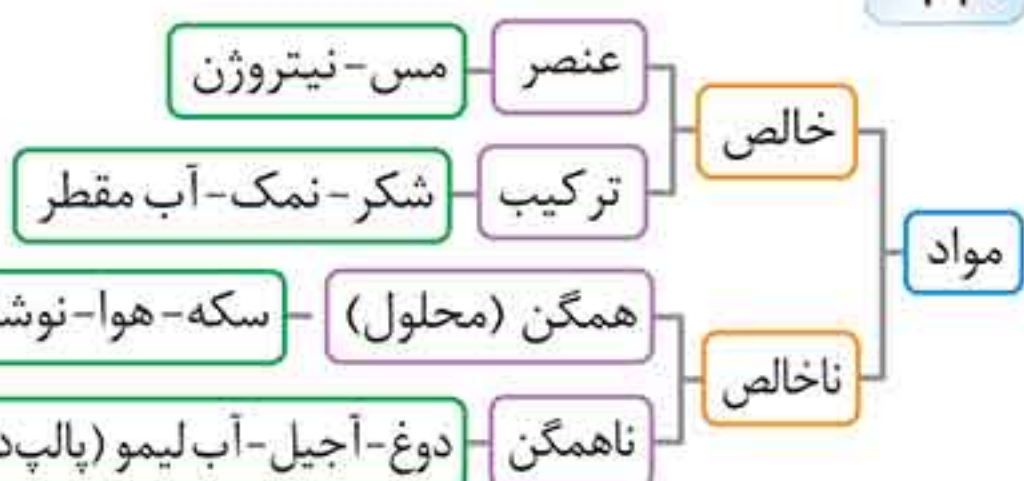 عنصر
مس-نیتروژن
خالص
ترکیب
شکر-نمک-آب مقطر
مواد
همگن (محلول)
سکه-هوا-
ناخالص
ناهمگن
دوغ-آجیل-آب لیمو